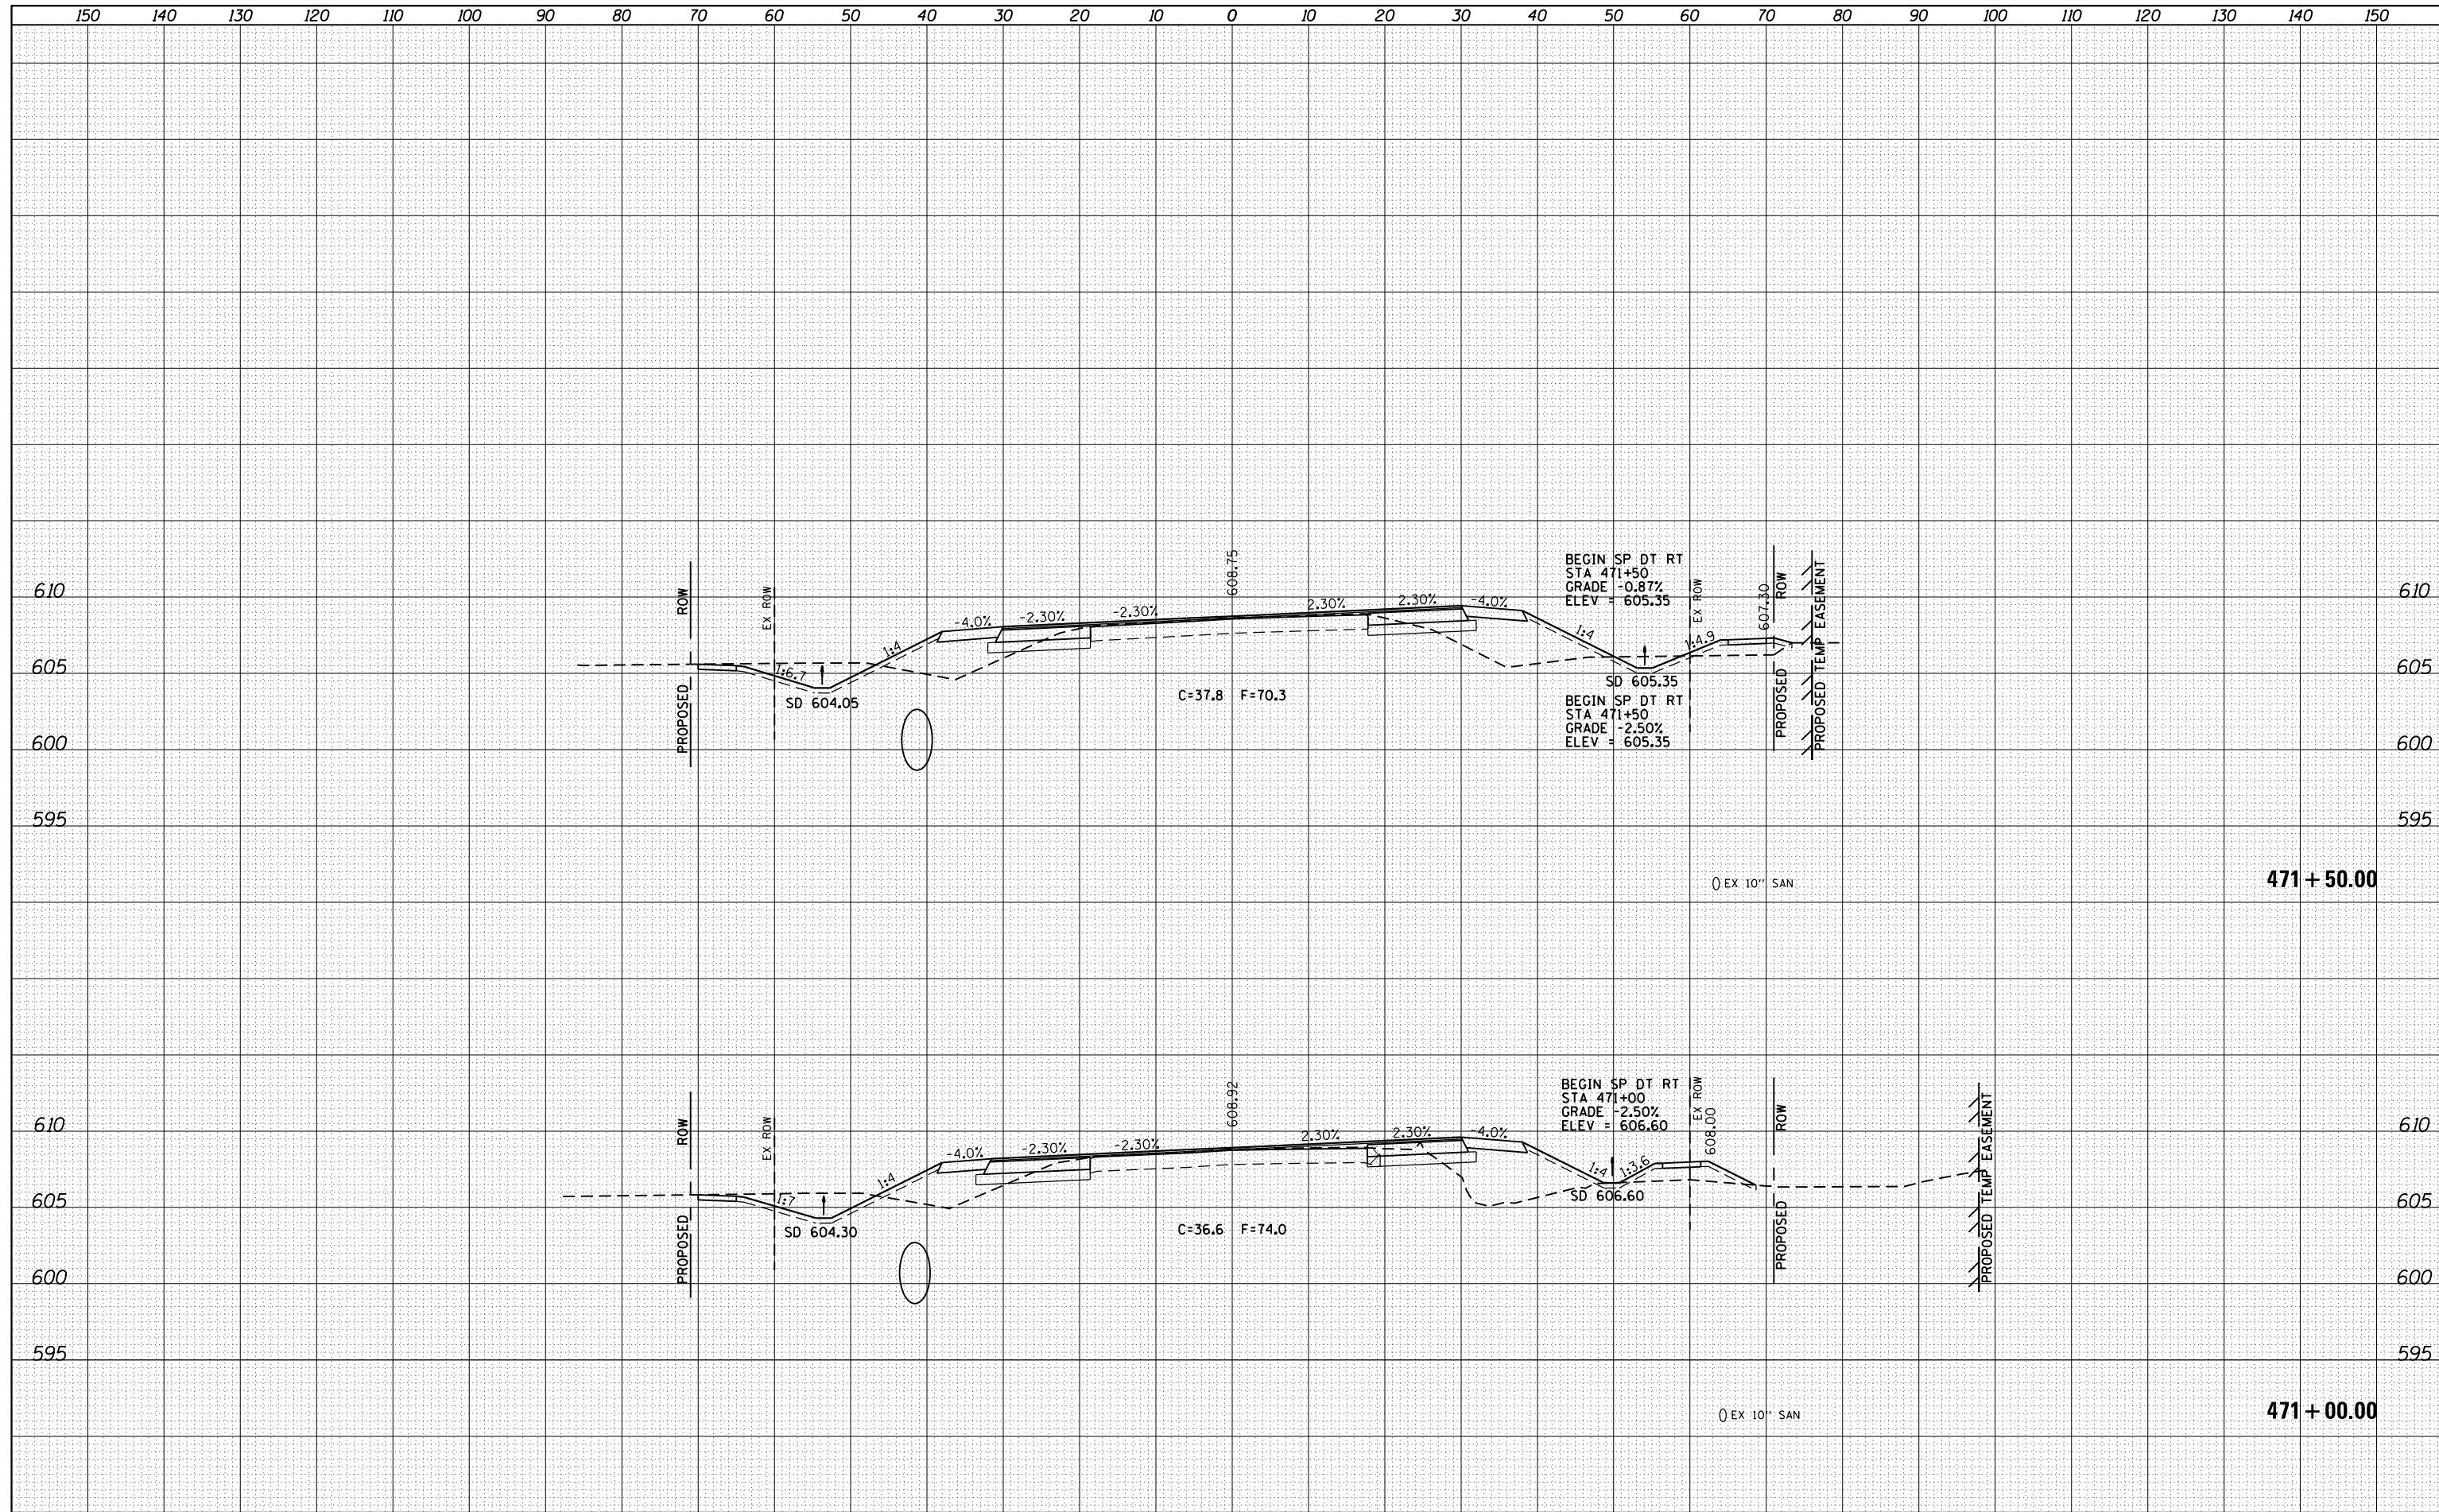 150 140 130 120 110 100 90 80 70 60 50 40 30 20 10 0 10 20 30 40 50 60 70 80 90 100 110 120 130 140 150
608.75
BEGIN SP DT RT
STA 471+50
GRADE -0.87%
ELEV = 605.35
610 ROW EX ROW EX ROW 607.30 ROW 610
-4.0% -2.30% -2.30% 2.30% 2.30% -4.0%
1:4 1:4 1:4.9
605 1:6.7 605
SD 604.05 C=37.8 F=70.3 SD 605.35
BEGIN SP DT RT
STA 471+50
GRADE -2.50%
ELEV = 605.35
PROPOSED PROPOSED PROPOSED TEMP EASEMENT
600 600
595 595
EX 10'' SAN 471+50.00
608.92
BEGIN SP DT RT
STA 471+00
GRADE -2.50%
ELEV = 606.60
610 ROW EX ROW EX ROW 608.00 ROW 610
-4.0% -2.30% -2.30% 2.30% 2.30% -4.0%
1:4 1:4 1:3.6
605 1:7 SD 606.60 605
SD 604.30 C=36.6 F=74.0
PROPOSED PROPOSED PROPOSED TEMP EASEMENT
600 600
595 595
EX 10'' SAN 471+00.00